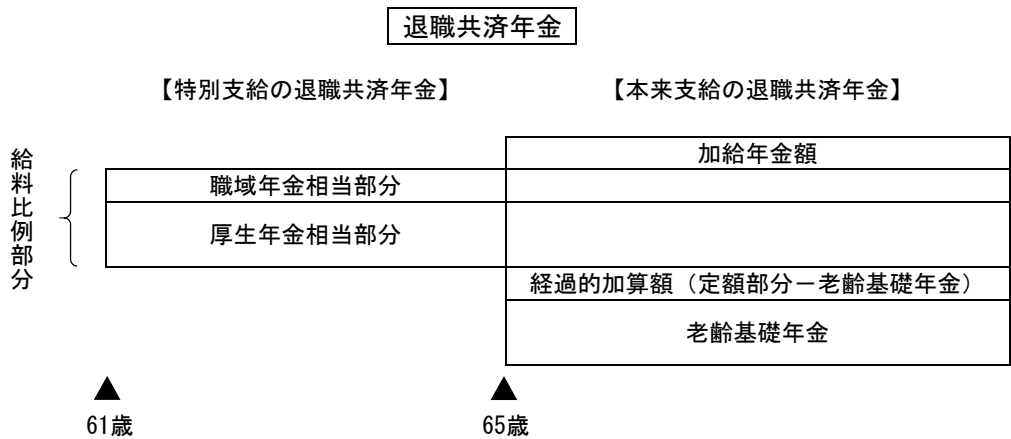 退職共済年金
【特別支給の退職共済年金】
【本来支給の退職共済年金】
給料比例部分
加給年金額
職域年金相当部分
厚生年金相当部分
経過的加算額（定額部分－老齢基礎年金）
老齢基礎年金
▲
▲
61歳
65歳